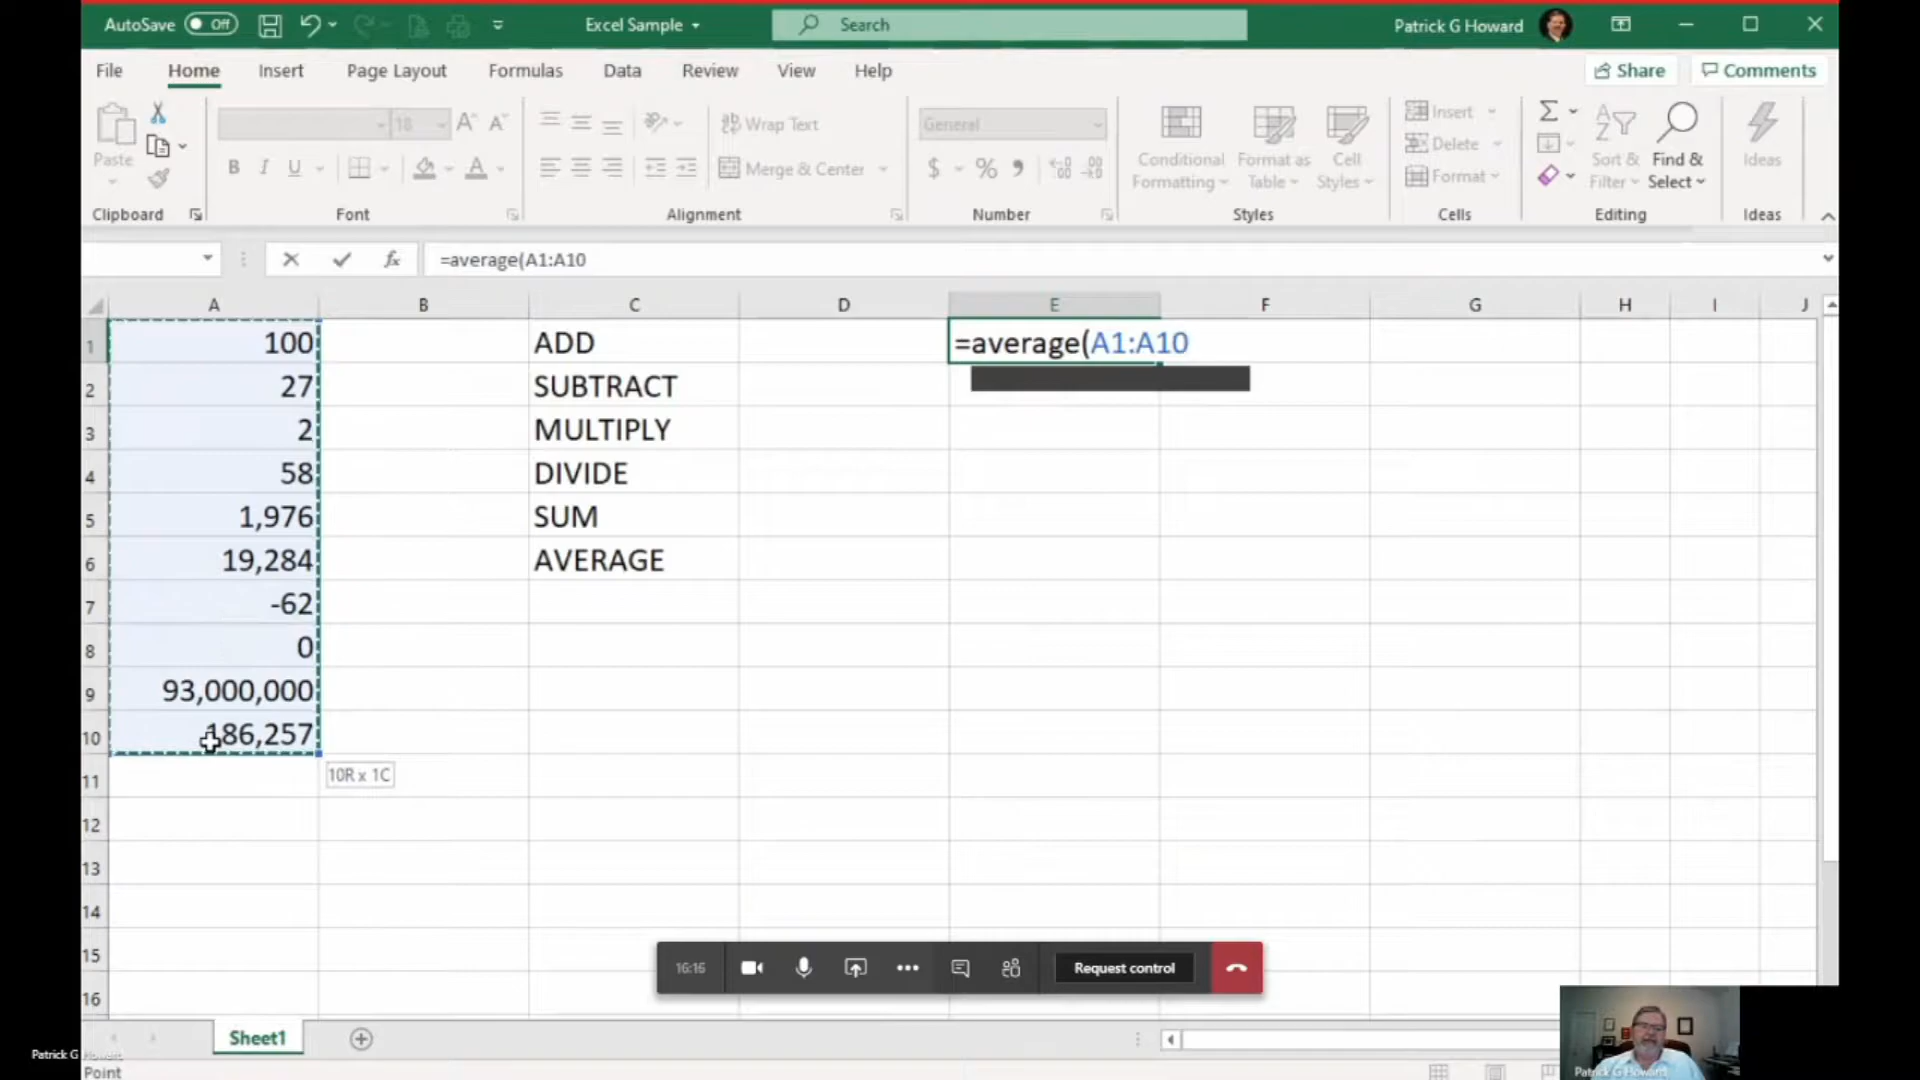 AutoSave Off Excel Sample Search Patrick G Howard
File Home Insert Page Layout Formulas Data Review View Help Share Comments
Paste
18 A A
B I U A
Wrap Text
Merge & Center
General
$ % 9
Conditional Formatting
Format as Table
Cell Styles
Insert
Delete
Format
Sort & Filter
Find & Select
Ideas
Clipboard Font Alignment Number Styles Cells Editing Ideas
fx =average(A1:A10
A B C D E F G H I J
1 100 ADD =average(A1:A10
2 27 SUBTRACT
3 2 MULTIPLY
4 58 DIVIDE
5 1,976 SUM
6 19,284 AVERAGE
7 -62
8 0
9 93,000,000
10 186,257
11 10R x 1C
12
13
14
15
16:16 Request control
16
Sheet1
Patrick G Howard
Point
Patrick G Howard